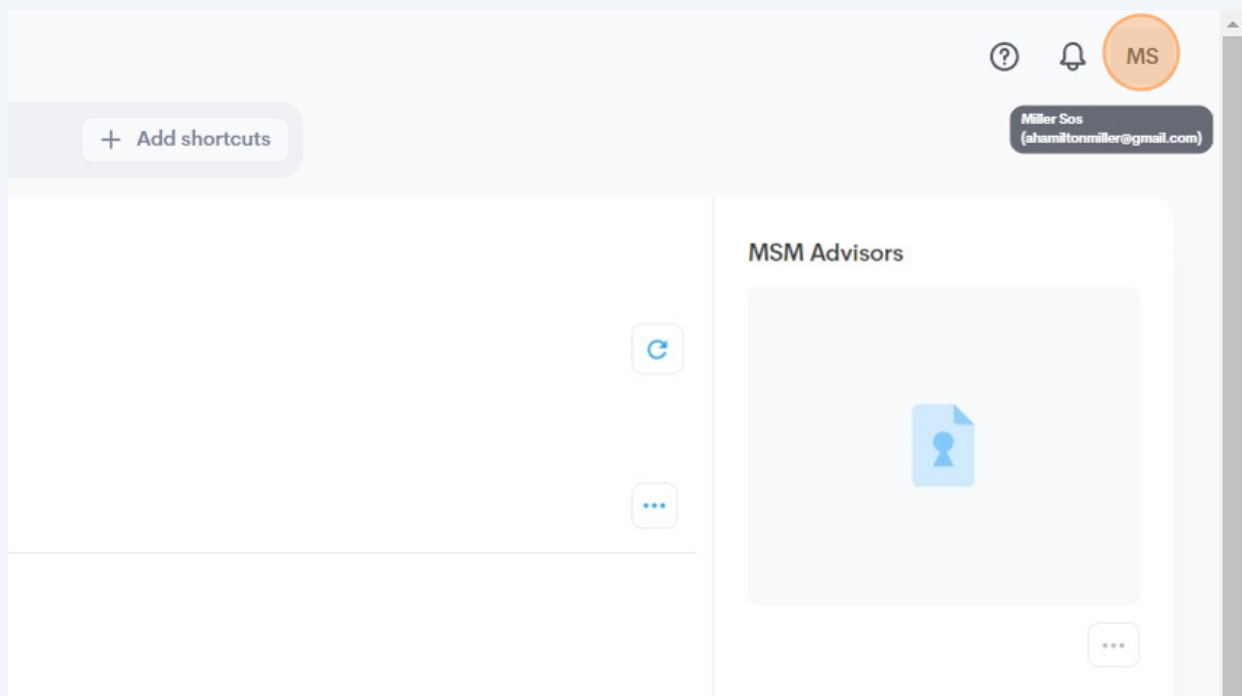 MS
Miller Sos
(ahamiltonmiller@gmail.com)
+ Add shortcuts
MSM Advisors